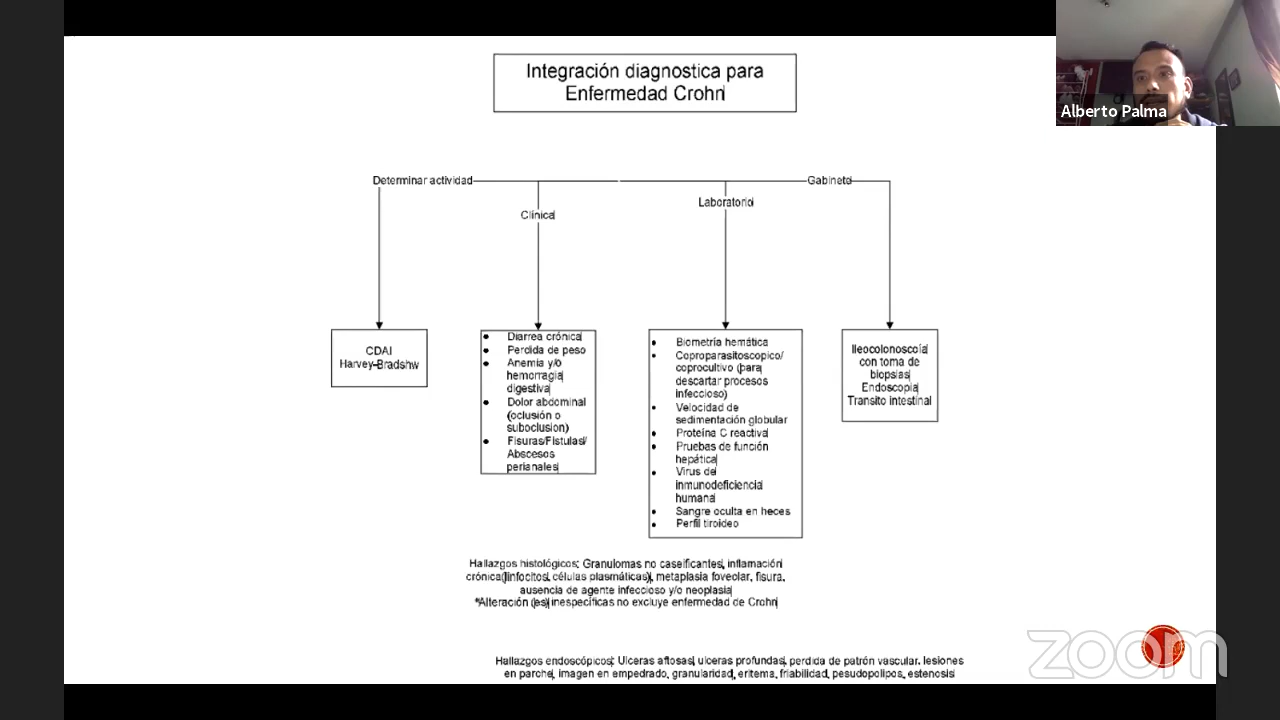 Integración diagnostica para
Enfermedad Crohn
Alberto Palma
Determinar actividad
Gabinete
Clínica
Laboratorio
CDAI
Harvey-Bradshw
Diarrea crónica
Perdida de peso
Anemia y/o
hemorragia
digestiva
Dolor abdominal
(oclusión o
suboclusion)
Fisuras/Fistulas/
Abscesos
perianales
Biometría hemática
Coproparasitoscopico/
coprocultivo (para
descartar procesos
infeccioso)
Velocidad de
sedimentación globular
Proteína C reactiva
Pruebas de función
hepática
Virus de
inmunodeficiencia
humana
Sangre oculta en heces
Perfil tiroideo
Ileocolonoscoía
con toma de
biopsias
Endoscopia
Transito intestinal
Hallazgos histológicos: Granulomas no caseificantes, inflamación
crónica(linfocitos, células plasmáticas), metaplasia foveolar, fisura,
ausencia de agente infeccioso y/o neoplasia
*Alteración (es) inespecíficas no excluye enfermedad de Crohn
Hallazgos endoscópicos: Ulceras aftosas, ulceras profundas, perdida de patrón vascular, lesiones
en parche, imagen en empedrado, granularidad, eritema, friabilidad, pesudopolipos, estenosis
zoom